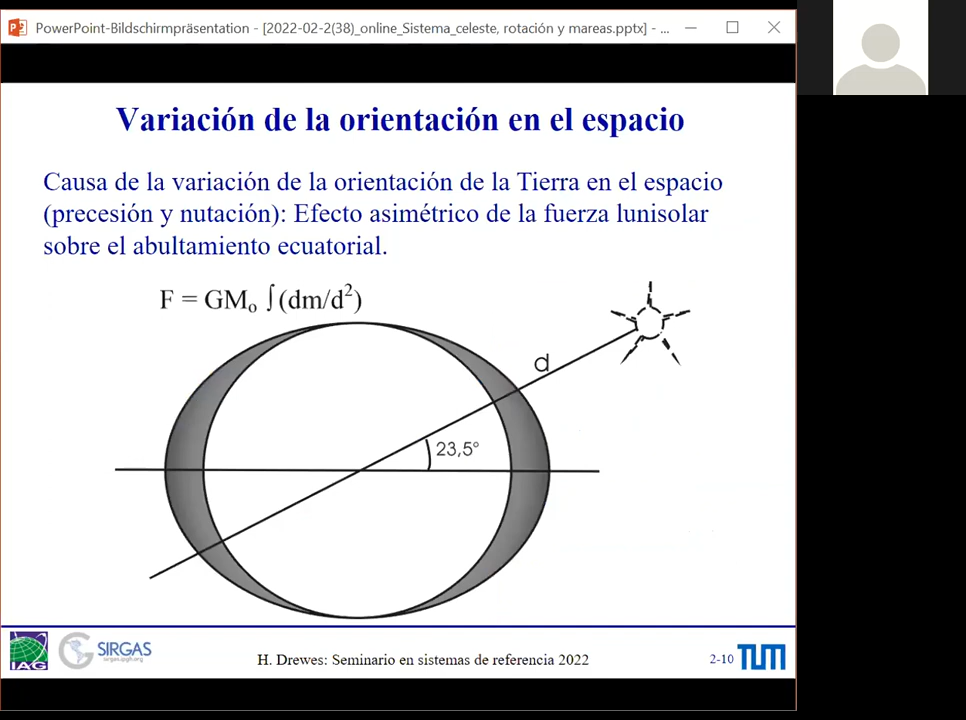 PowerPoint-Bildschirmpräsentation - [2022-02-2(38)_online_Sistema_celeste, rotación y mareas.pptx] - ...
Variación de la orientación en el espacio
Causa de la variación de la orientación de la Tierra en el espacio
(precesión y nutación): Efecto asimétrico de la fuerza lunisolar
sobre el abultamiento ecuatorial.
F = GMₒ ∫(dm/d²)
d
23,5°
IAG
SIRGAS
sirgas.ipgh.org
H. Drewes: Seminario en sistemas de referencia 2022
2-10
TUM